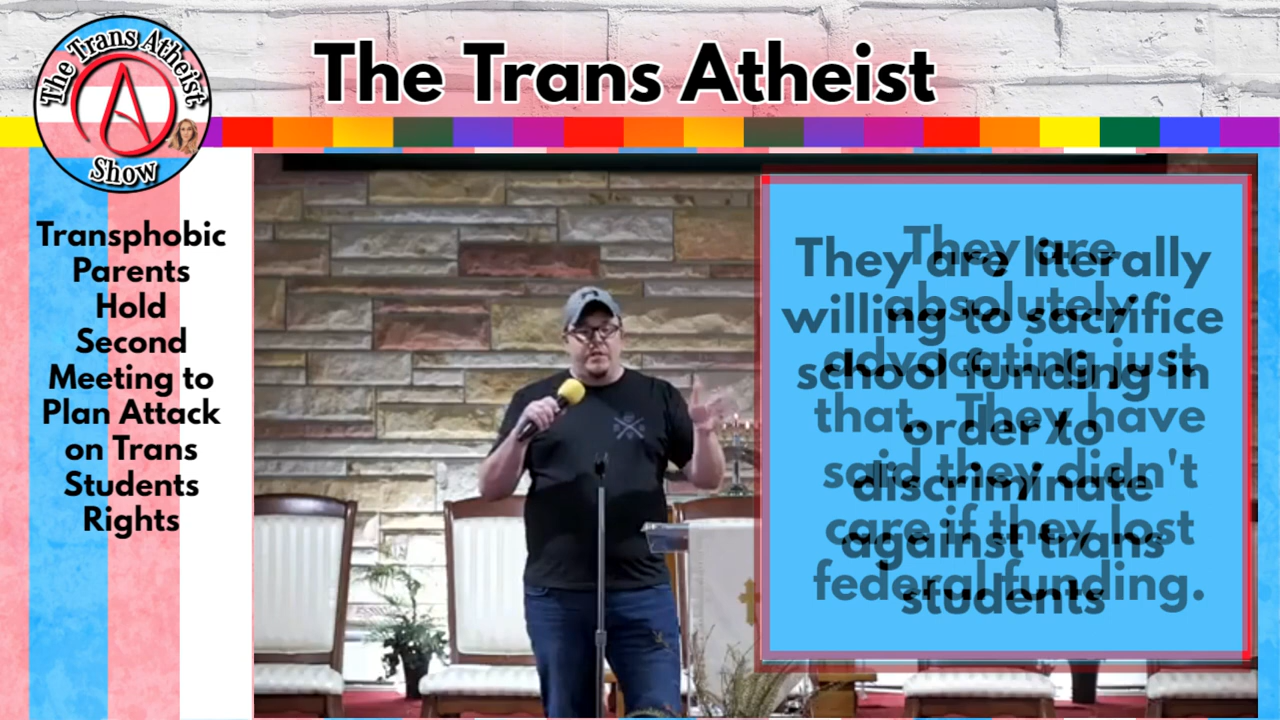 The Trans Atheist
Show
The Trans Atheist
Transphobic
Parents
Hold
Second
Meeting to
Plan Attack
on Trans
Students
Rights
They are literally
willing to sacrifice
school funding in
order to
discriminate
against trans
students
They are
absolutely
advocating just
that. They have
said they didn't
care if they lost
federal funding.